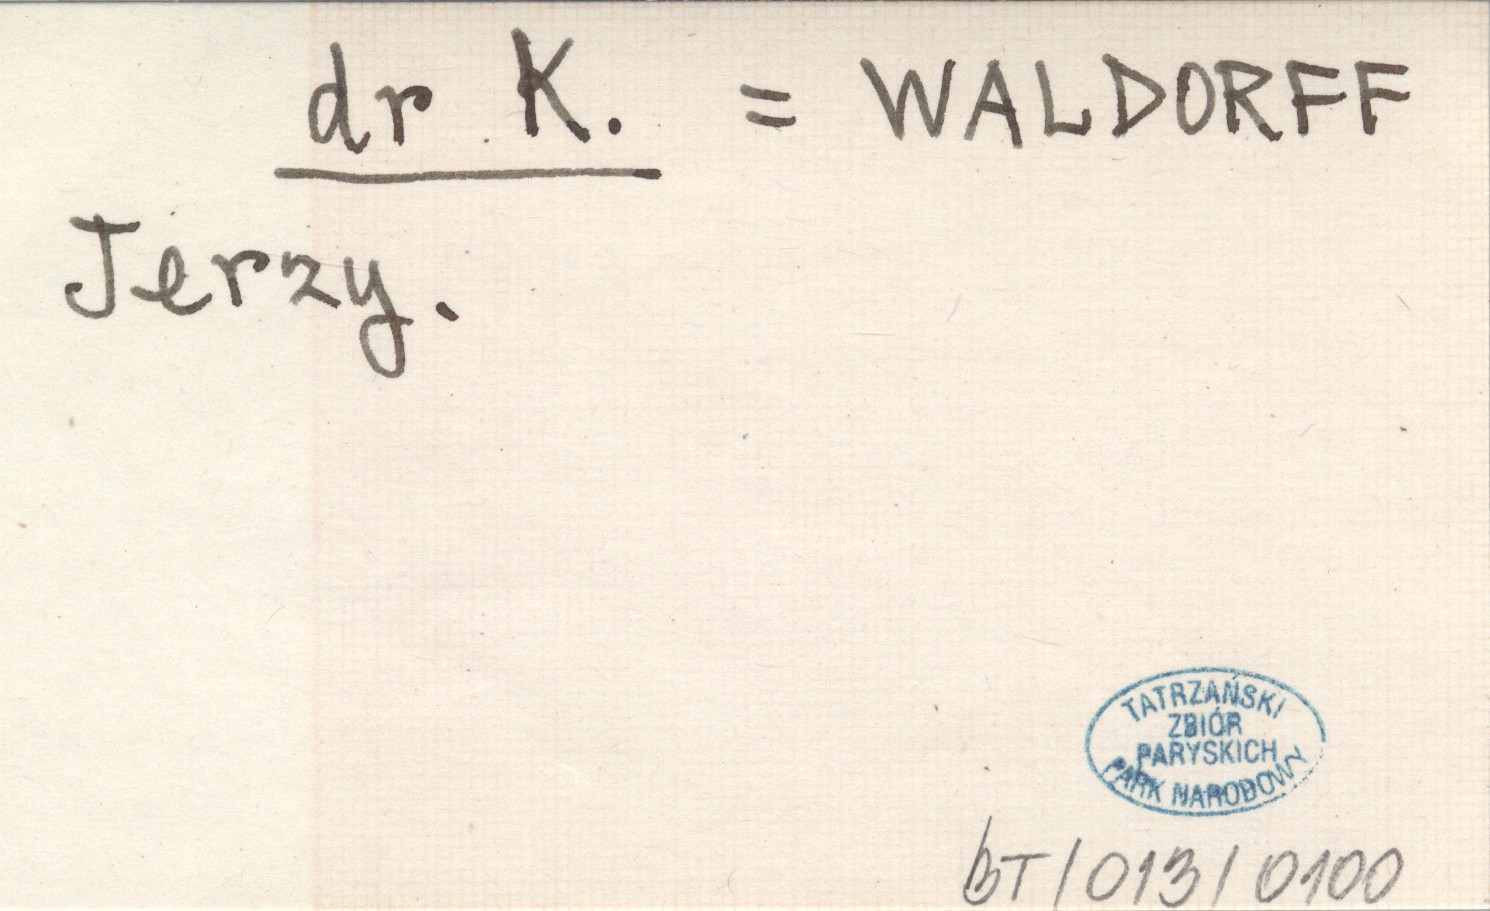 dr K. = WALDORFF
Jerzy.
TATRZAŃSKI
ZBIÓR
PARYSKICH
PARK NARODOWY
BT/013/0100